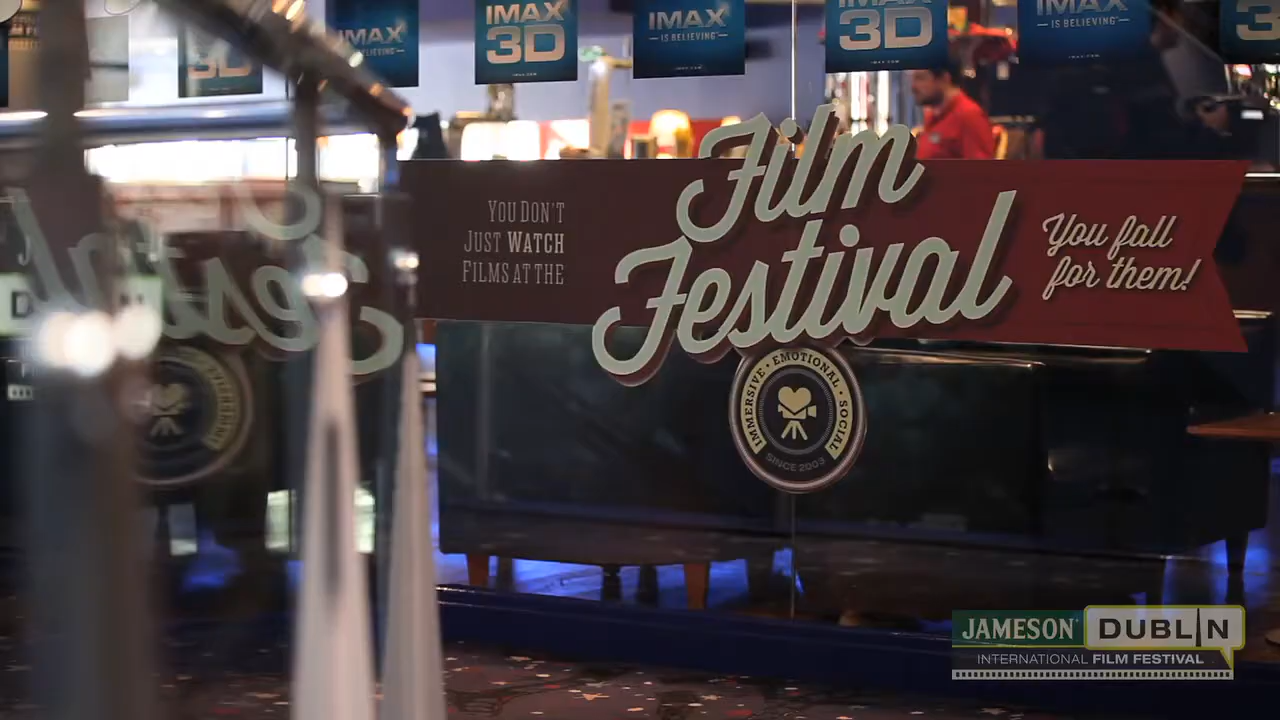 IMAX
3D
IMAX
IS BELIEVING
IMAX
3D
IMAX
IS BELIEVING
3D
YOU DON'T
JUST WATCH
FILMS AT THE
Film
Festival
You fall
for them!
IMMERSIVE • EMOTIONAL • SOCIAL
SINCE 2003
JAMESON DUBLIN
INTERNATIONAL FILM FESTIVAL